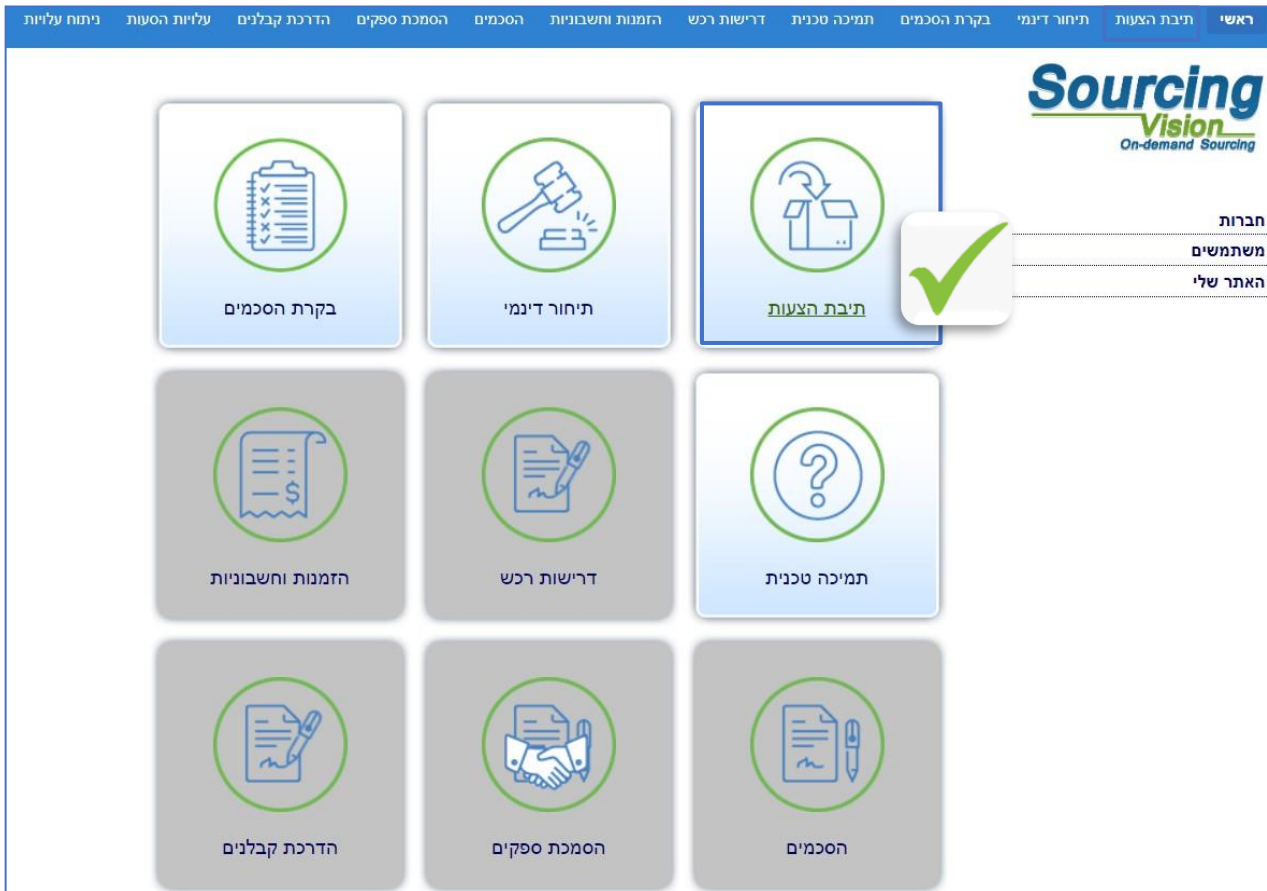 ראשי תיבת הצעות תיחור דינמי בקרת הסכמים תמיכה טכנית דרישות רכש הזמנות וחשבוניות הסכמים הסמכת ספקים הדרכת קבלנים עלויות הסעות ניתוח עלויות
Sourcing
Vision
On-demand Sourcing
חברות
משתמשים
האתר שלי
תיבת הצעות תיחור דינמי בקרת הסכמים
תמיכה טכנית דרישות רכש הזמנות וחשבוניות
הסכמים הסמכת ספקים הדרכת קבלנים